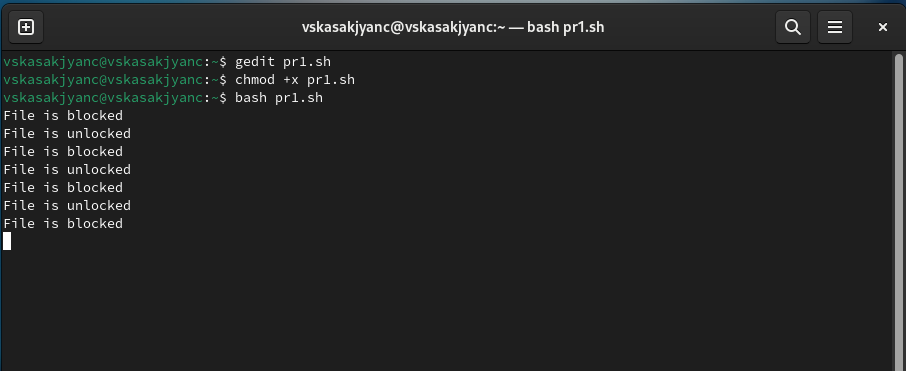 vskasakjyanc@vskasakjyanc:~ — bash pr1.sh
vskasakjyanc@vskasakjyanc:~$ gedit pr1.sh
vskasakjyanc@vskasakjyanc:~$ chmod +x pr1.sh
vskasakjyanc@vskasakjyanc:~$ bash pr1.sh
File is blocked
File is unlocked
File is blocked
File is unlocked
File is blocked
File is unlocked
File is blocked